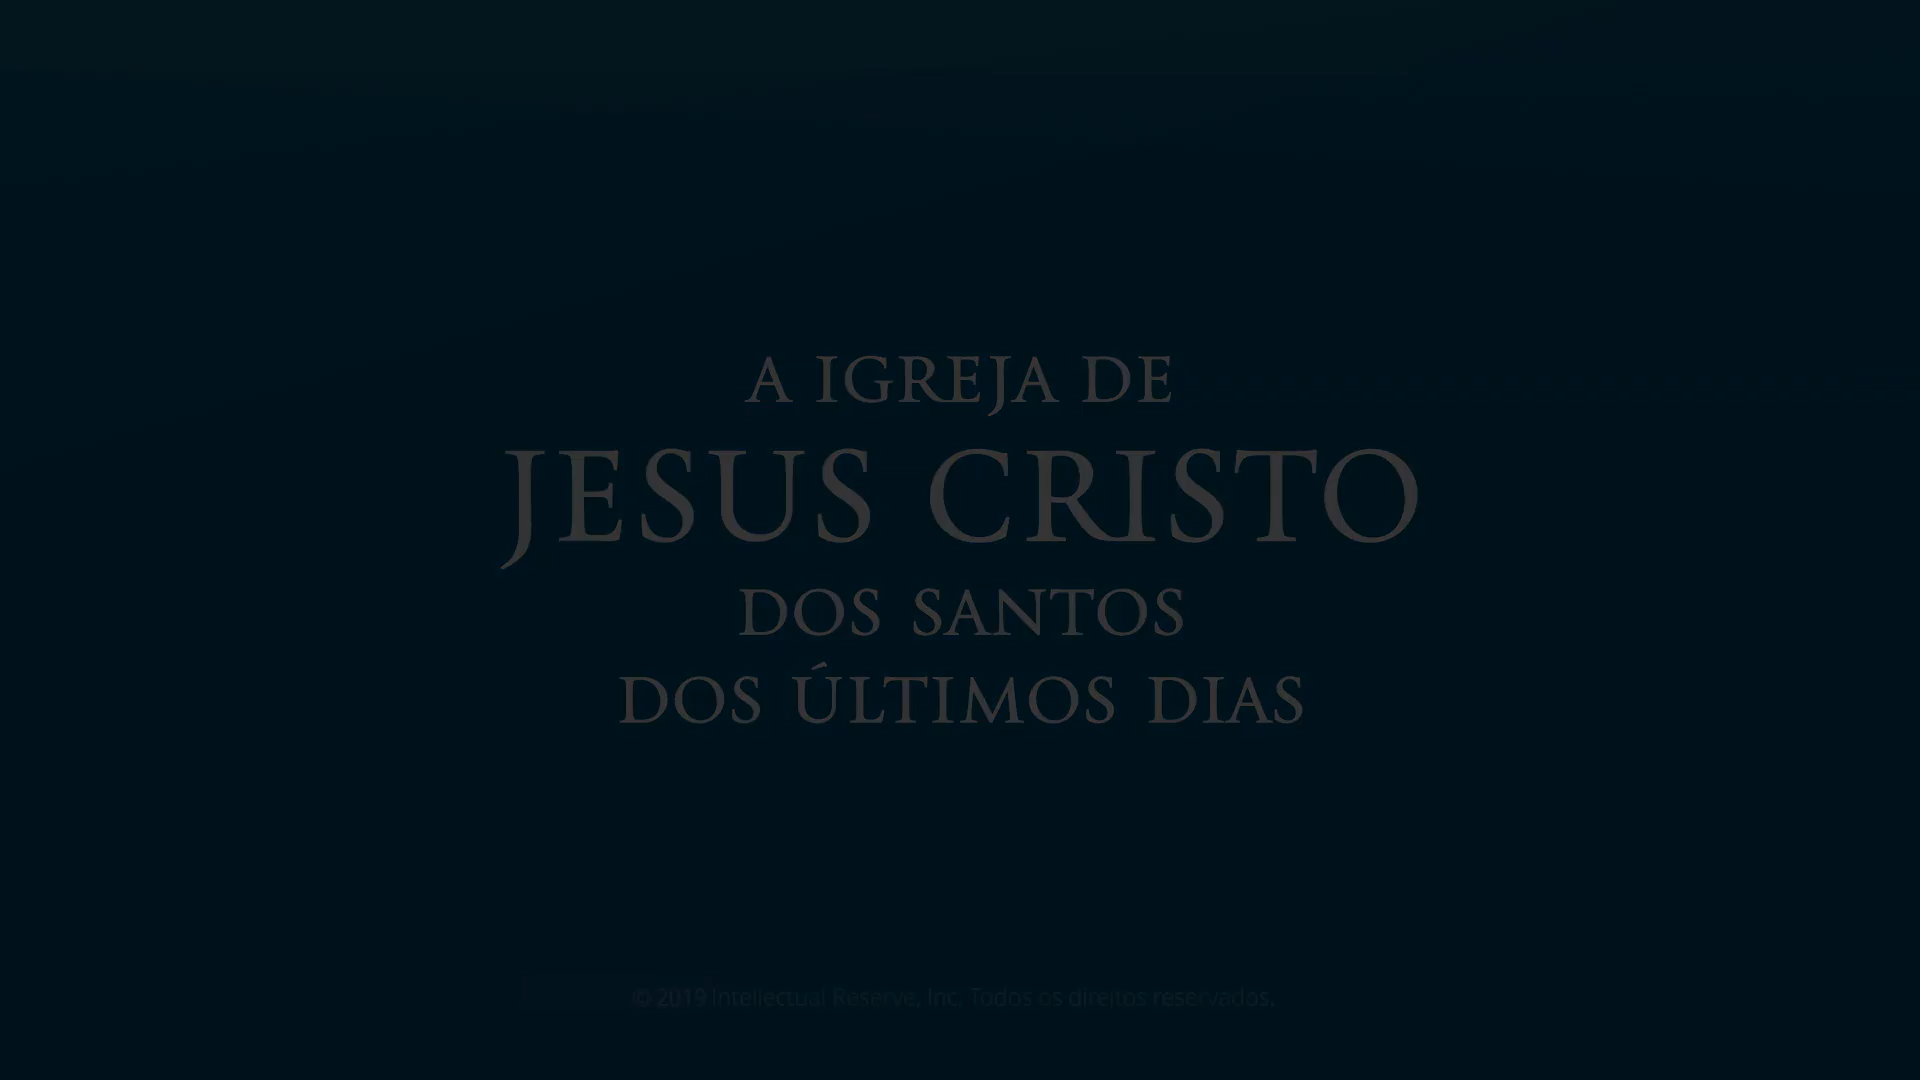 A IGREJA DE
JESUS CRISTO
DOS SANTOS
DOS ÚLTIMOS DIAS
© 2019 Intellectual Reserve, Inc. Todos os direitos reservados.